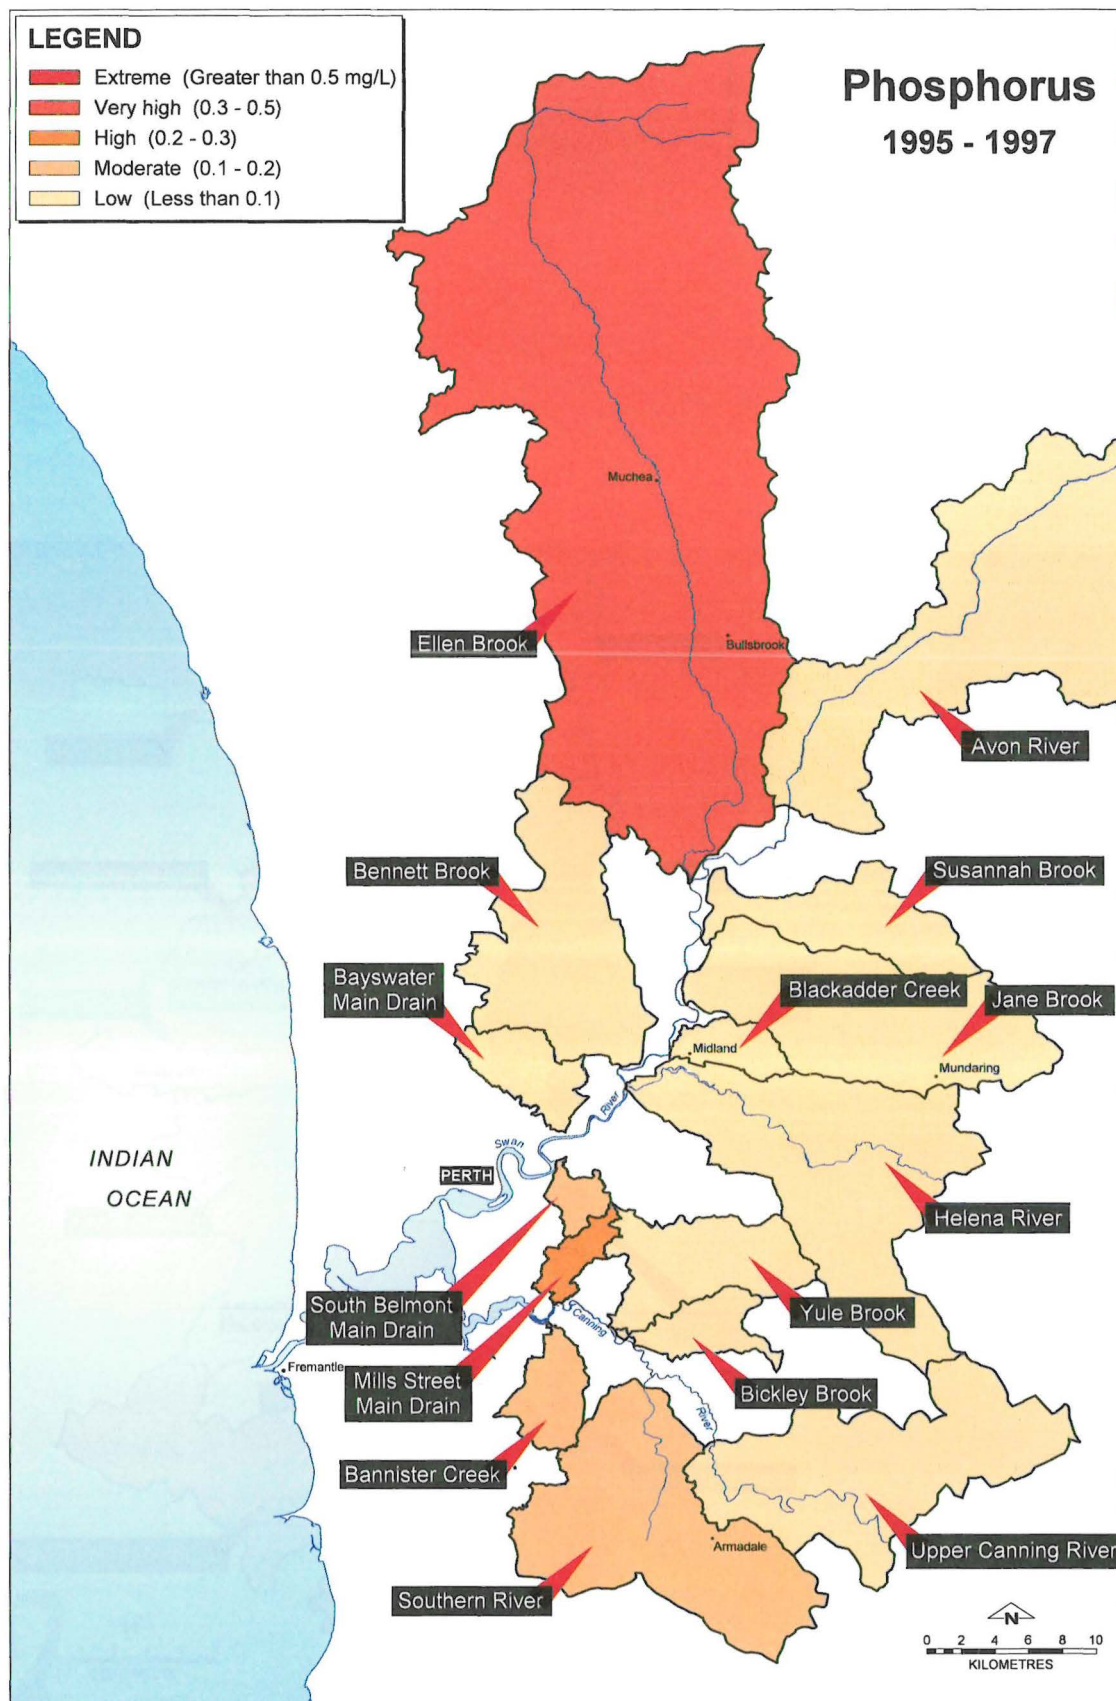 LEGEND
Extreme (Greater than 0.5 mg/L)
Very high (0.3 - 0.5)
High (0.2 - 0.3)
Moderate (0.1 - 0.2)
Low (Less than 0.1)
Phosphorus
1995 - 1997
Muchea
Ellen Brook
Bullsbrook
Avon River
Bennett Brook
Susannah Brook
Bayswater
Main Drain
Blackadder Creek
Jane Brook
Midland
Mundaring
River
Swan
PERTH
INDIAN
OCEAN
Helena River
South Belmont
Main Drain
Yule Brook
Canning
Fremantle
Mills Street
Main Drain
Bickley Brook
River
Bannister Creek
Armadale
Upper Canning River
Southern River
N
0 2 4 6 8 10
KILOMETRES